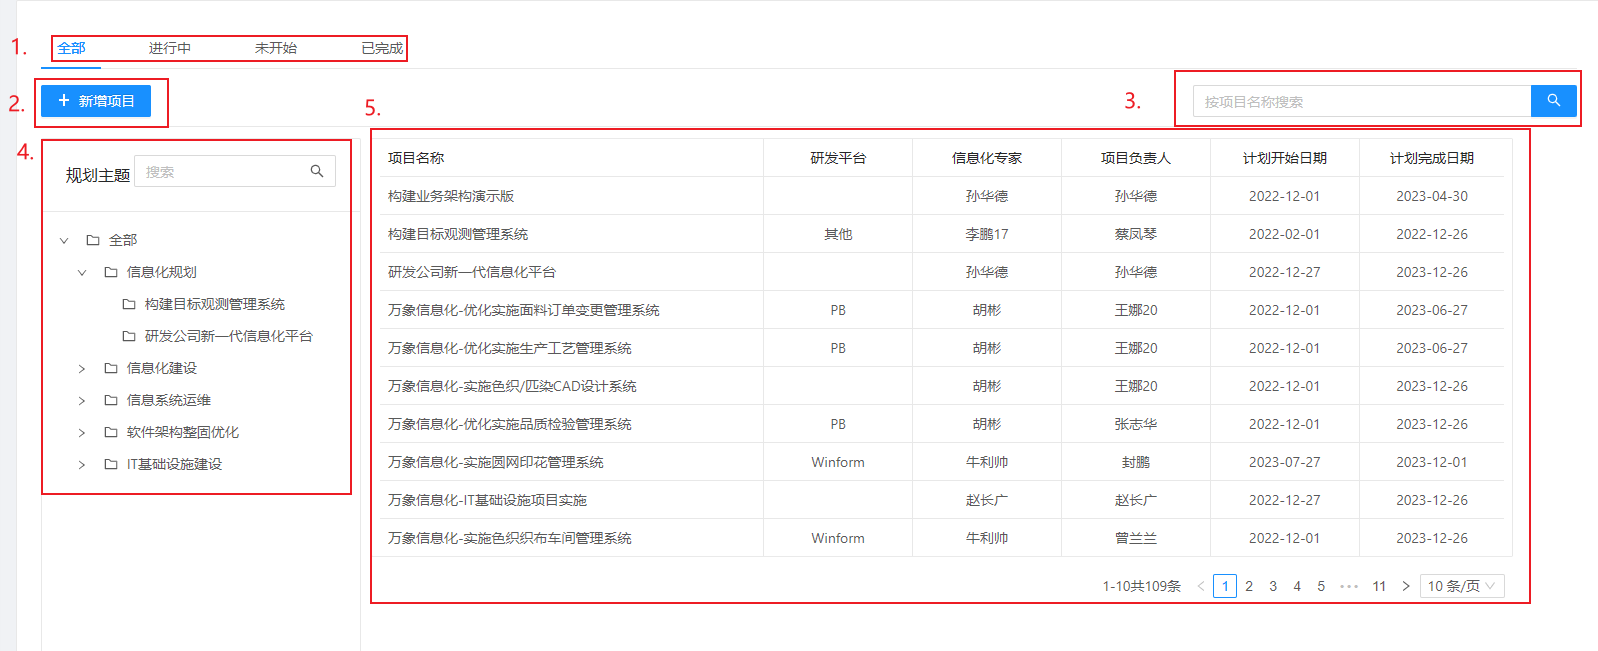 1. 全部 进行中 未开始 已完成
2. + 新增项目
3. 按项目名称搜索
4. 规划主题 搜索
全部
信息化规划
构建目标观测管理系统
研发公司新一代信息化平台
信息化建设
信息系统运维
软件架构整固优化
IT基础设施建设
5.
项目名称 研发平台 信息化专家 项目负责人 计划开始日期 计划完成日期
构建业务架构演示版 孙华德 孙华德 2022-12-01 2023-04-30
构建目标观测管理系统 其他 李鹏17 蔡凤琴 2022-02-01 2022-12-26
研发公司新一代信息化平台 孙华德 孙华德 2022-12-27 2023-12-26
万象信息化-优化实施面料订单变更管理系统 PB 胡彬 王娜20 2022-12-01 2023-06-27
万象信息化-优化实施生产工艺管理系统 PB 胡彬 王娜20 2022-12-01 2023-06-27
万象信息化-实施色织/匹染CAD设计系统 胡彬 王娜20 2022-12-01 2023-12-26
万象信息化-优化实施品质检验管理系统 PB 胡彬 张志华 2022-12-01 2023-12-26
万象信息化-实施圆网印花管理系统 Winform 牛利帅 封鹏 2023-07-27 2023-12-01
万象信息化-IT基础设施项目实施 赵长广 赵长广 2022-12-27 2023-12-26
万象信息化-实施色织织布车间管理系统 Winform 牛利帅 曾兰兰 2022-12-01 2023-12-26
1-10共109条 < 1 2 3 4 5 ••• 11 > 10 条/页